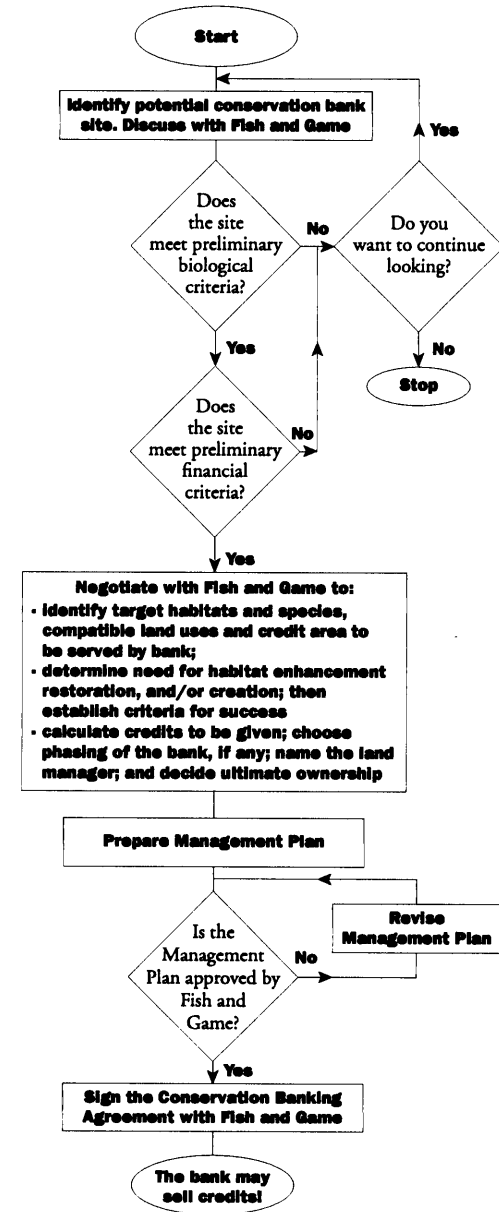 Start
Identify potential conservation bank
site. Discuss with Fish and Game
Yes
Does
the site
meet preliminary
biological
criteria?
No
Do you
want to continue
looking?
Yes
No
Stop
Does
the site
meet preliminary
financial
criteria?
No
Yes
Negotiate with Fish and Game to:
- identify target habitats and species,
compatible land uses and credit area to
be served by bank;
- determine need for habitat enhancement
restoration, and/or creation; then
establish criteria for success
- calculate credits to be given; choose
phasing of the bank, if any; name the land
manager; and decide ultimate ownership
Prepare Management Plan
Is the
Management
Plan approved by
Fish and
Game?
No
Revise
Management Plan
Yes
Sign the Conservation Banking
Agreement with Fish and Game
The bank may
sell credits!